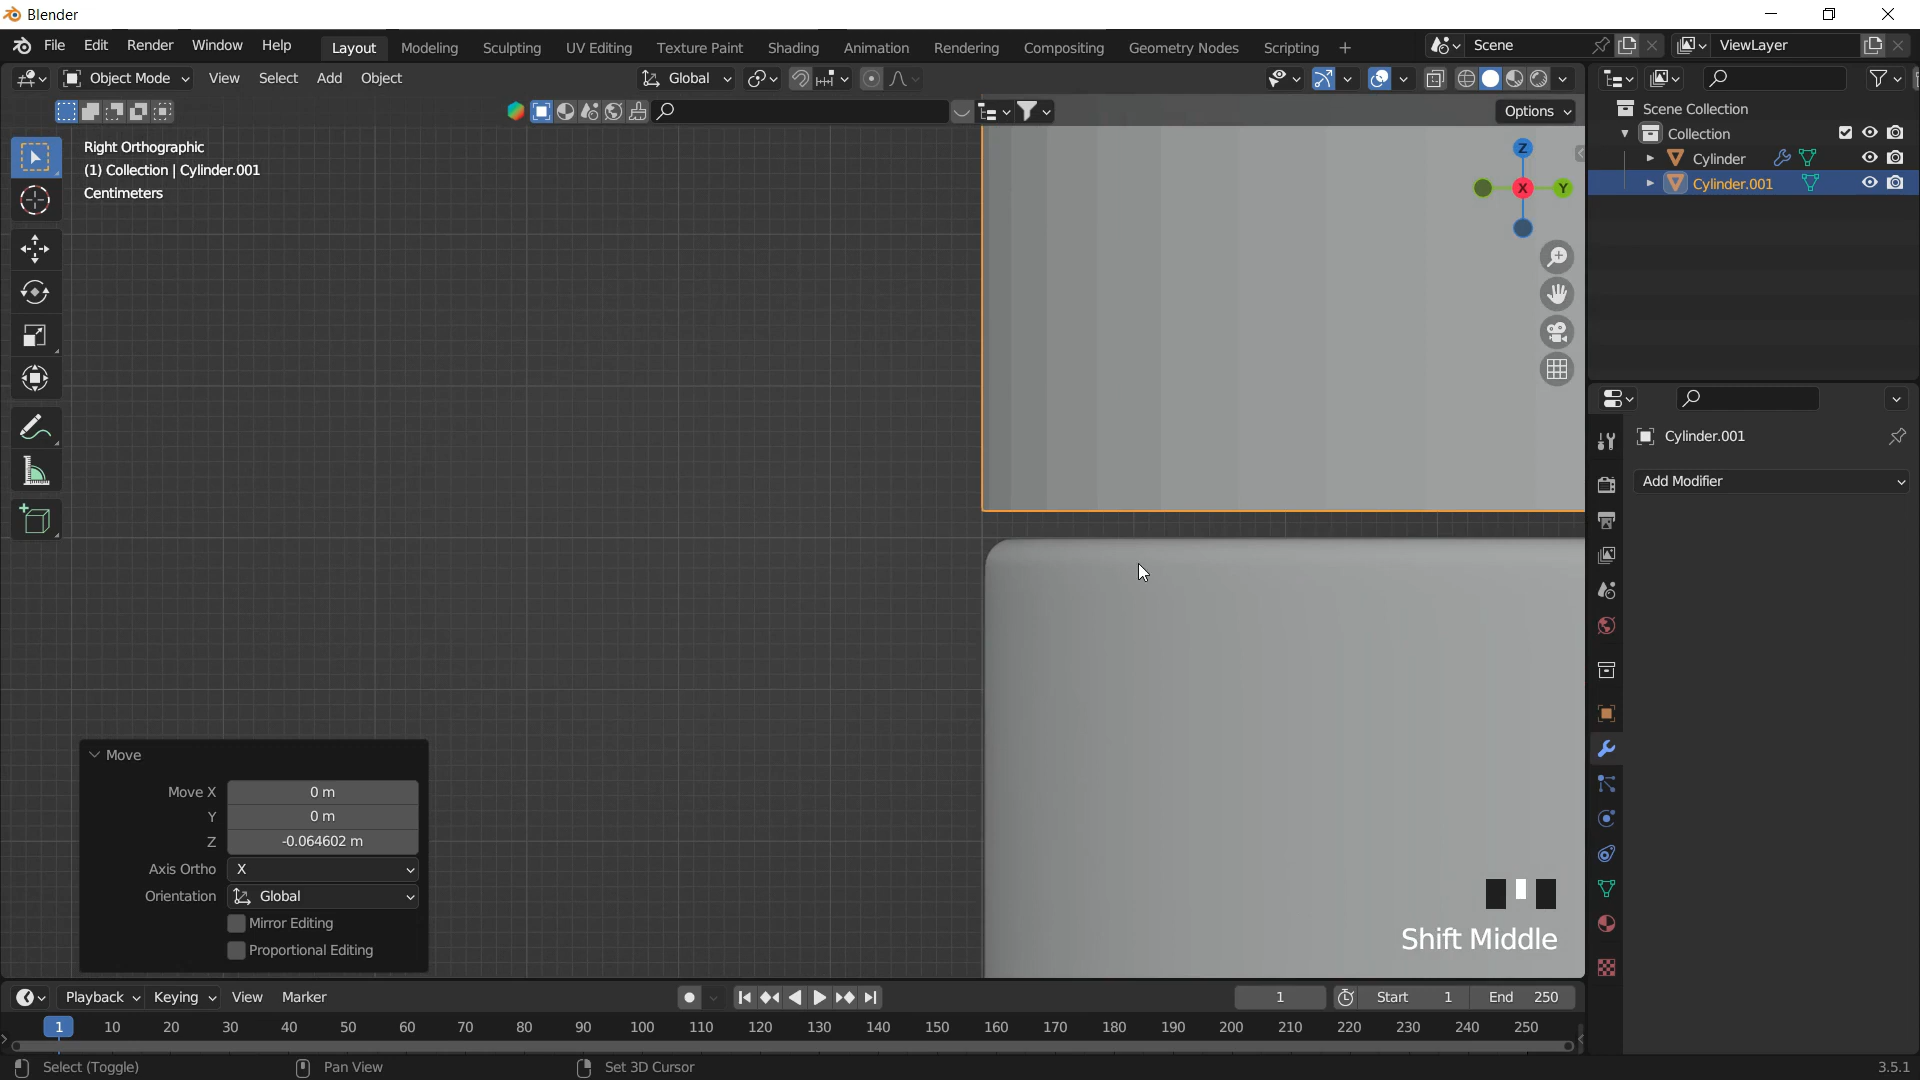 Blender
File Edit Render Window Help Layout Modeling Sculpting UV Editing Texture Paint Shading Animation Rendering Compositing Geometry Nodes Scripting + Scene ViewLayer
Object Mode View Select Add Object Global
Options
Right Orthographic
(1) Collection | Cylinder.001
Centimeters
Z
X
Y
Scene Collection
Collection
Cylinder
Cylinder.001
Cylinder.001
Add Modifier
Move
Move X 0 m
Y 0 m
Z -0.064602 m
Axis Ortho X
Orientation Global
Mirror Editing
Proportional Editing
Shift Middle
Playback Keying View Marker 1 Start 1 End 250
1 10 20 30 40 50 60 70 80 90 100 110 120 130 140 150 160 170 180 190 200 210 220 230 240 250
Select (Toggle) Pan View Set 3D Cursor 3.5.1